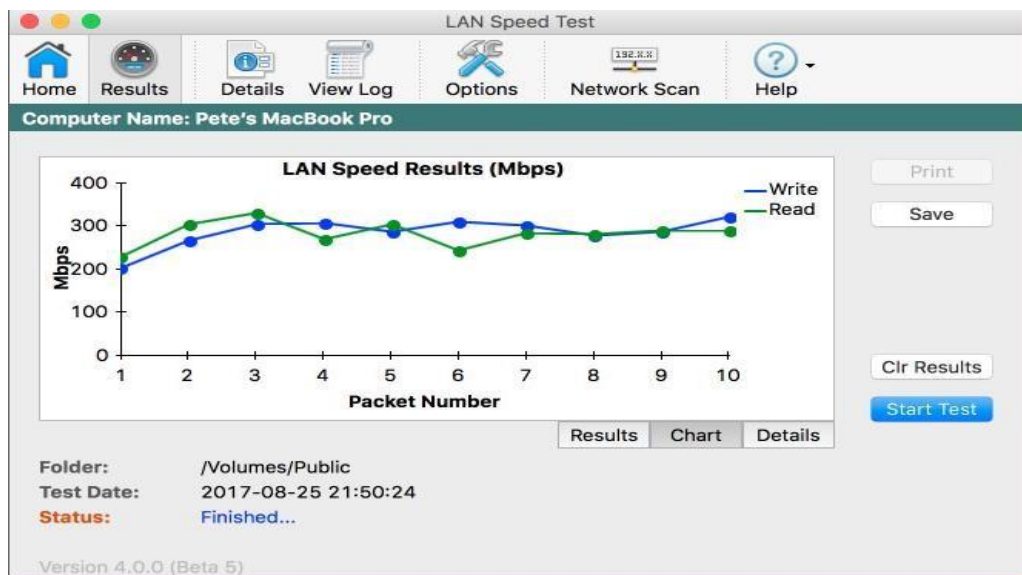 LAN Speed Test
192.X.X
?
Home Results Details View Log Options Network Scan Help
Computer Name: Pete's MacBook Pro
LAN Speed Results (Mbps)
Write
Read
400
300
200
100
0
Mbps
1 2 3 4 5 6 7 8 9 10
Packet Number
Print
Save
Clr Results
Start Test
Results Chart Details
Folder: /Volumes/Public
Test Date: 2017-08-25 21:50:24
Status: Finished...
Version 4.0.0 (Beta 5)